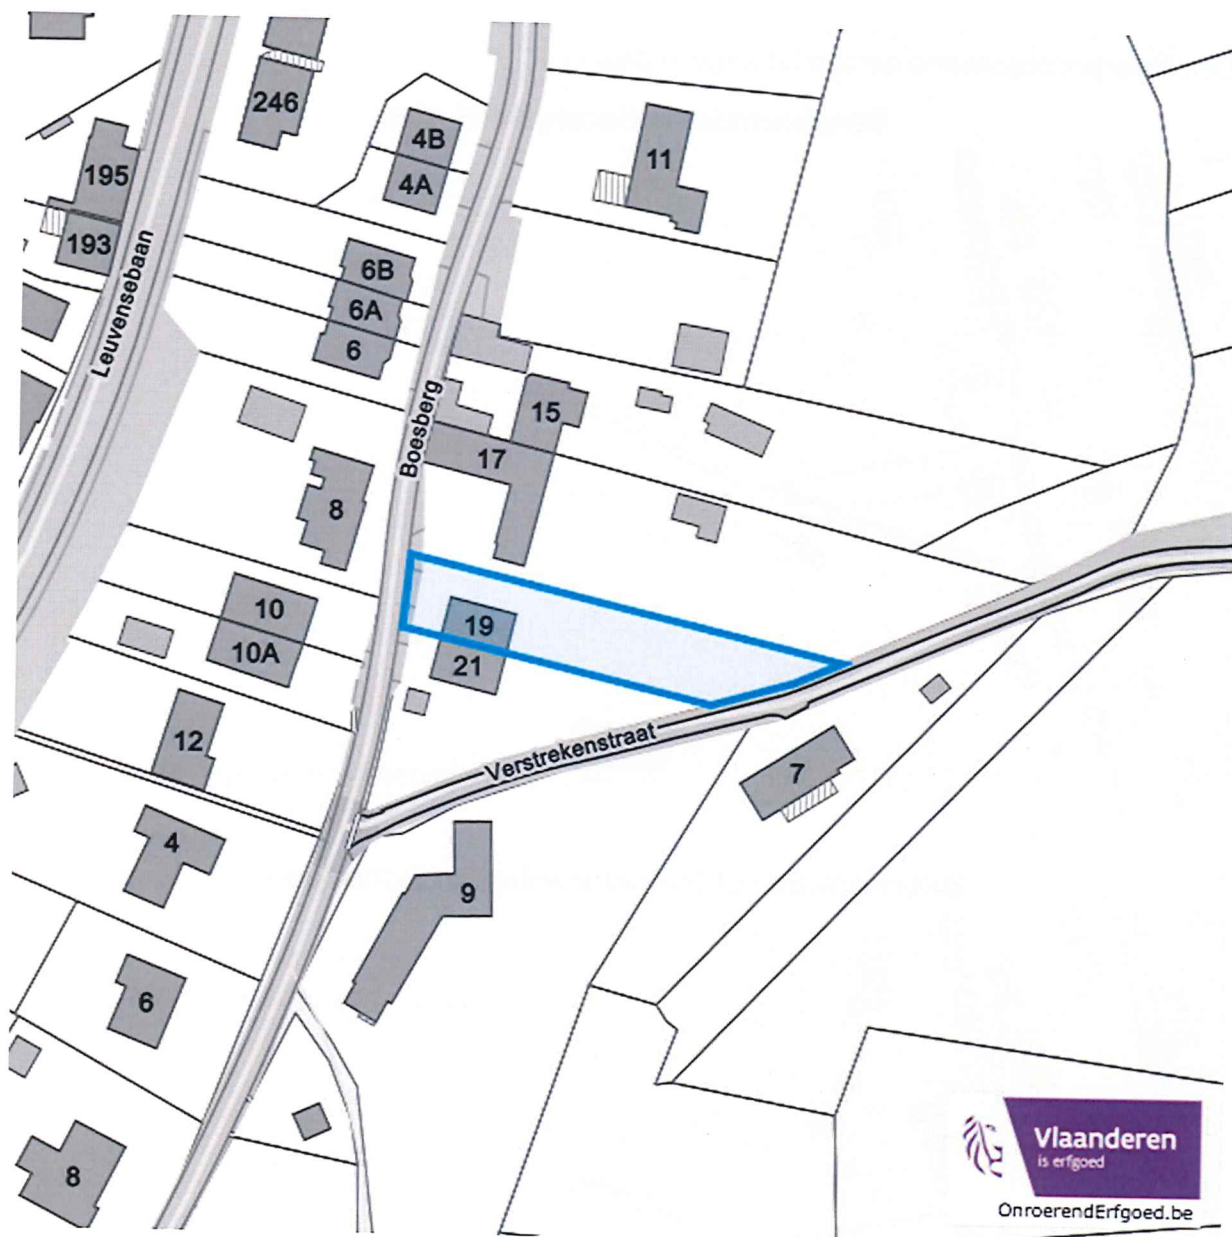 246
4B
4A
11
195
193
Leuvensebaan
6B
6A
6
Boesberg
15
17
8
10
10A
19
21
12
Verstrekenstraat
7
4
9
6
8
Vlaanderen
is erfgoed
OnroerendErfgoed.be